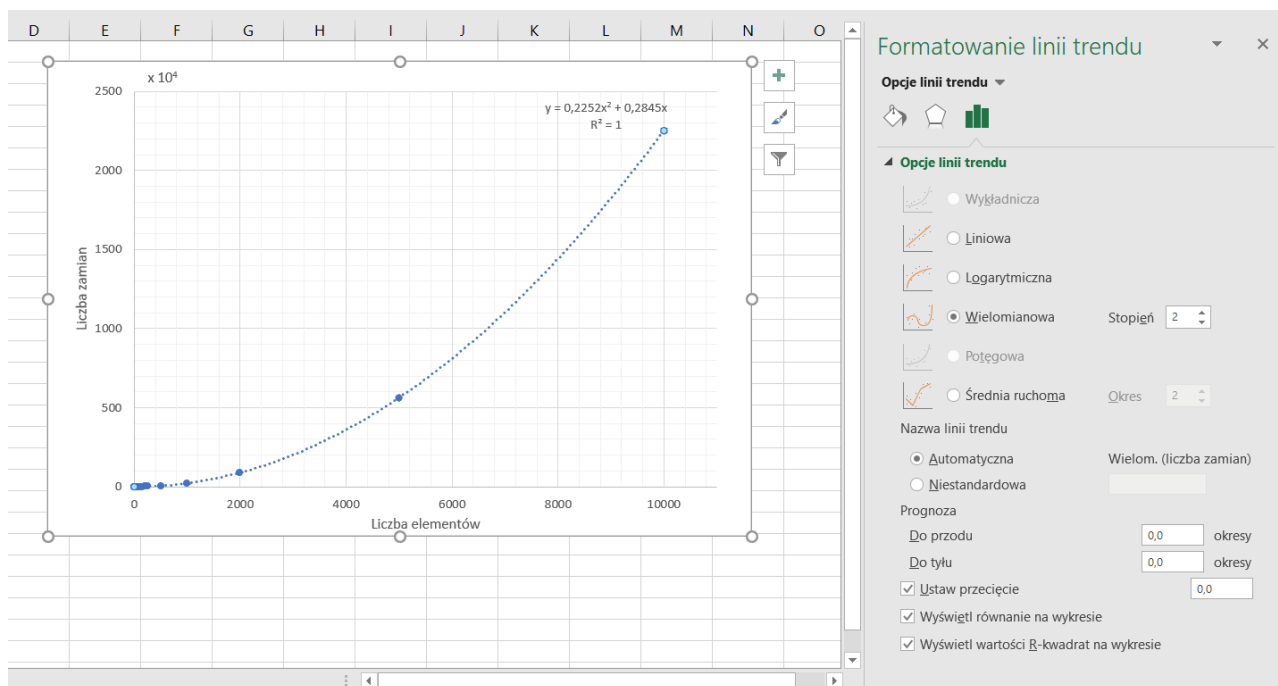 D E F G H I J K L M N O
x 10⁴
2500
2000
1500
1000
500
0
Liczba zamian
y = 0,2252x² + 0,2845x
R² = 1
0 2000 4000 6000 8000 10000
Liczba elementów
Formatowanie linii trendu
Opcje linii trendu
Opcje linii trendu
Wykładnicza
Liniowa
Logarytmiczna
Wielomianowa Stopień 2
Potęgowa
Średnia ruchoma Okres 2
Nazwa linii trendu
Automatyczna Wielom. (liczba zamian)
Niestandardowa
Prognoza
Do przodu 0,0 okresy
Do tyłu 0,0 okresy
Ustaw przecięcie 0,0
Wyświetl równanie na wykresie
Wyświetl wartości R-kwadrat na wykresie